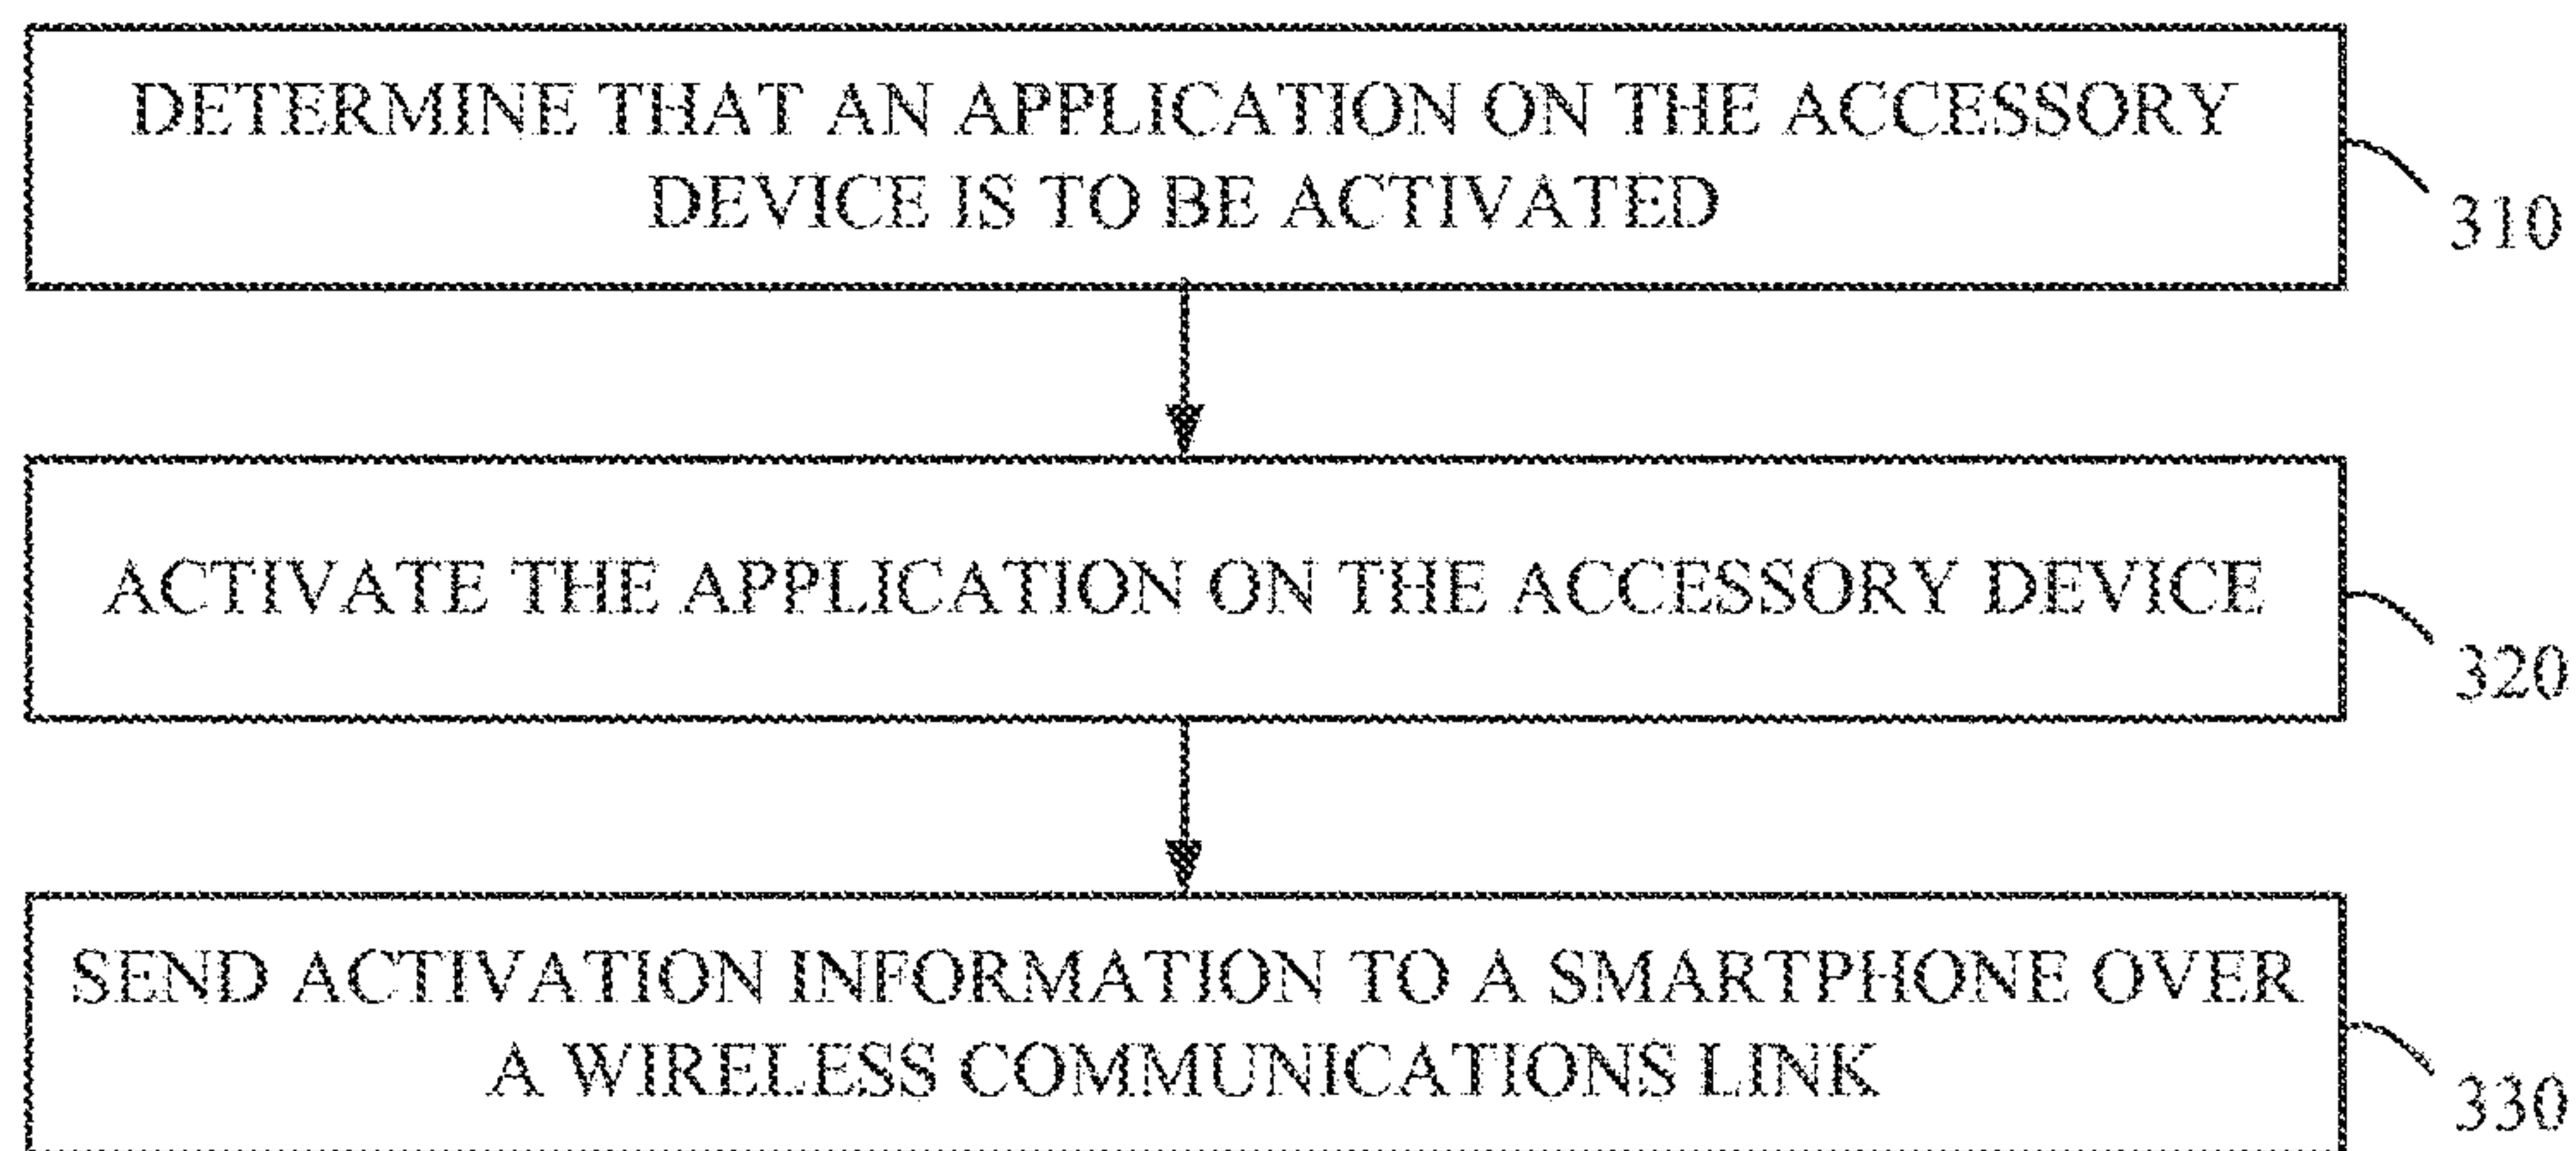 DETERMINE THAT AN APPLICATION ON THE ACCESSORY
DEVICE IS TO BE ACTIVATED
310
ACTIVATE THE APPLICATION ON THE ACCESSORY DEVICE
320
SEND ACTIVATION INFORMATION TO A SMARTPHONE OVER
A WIRELESS COMMUNICATIONS LINK
330